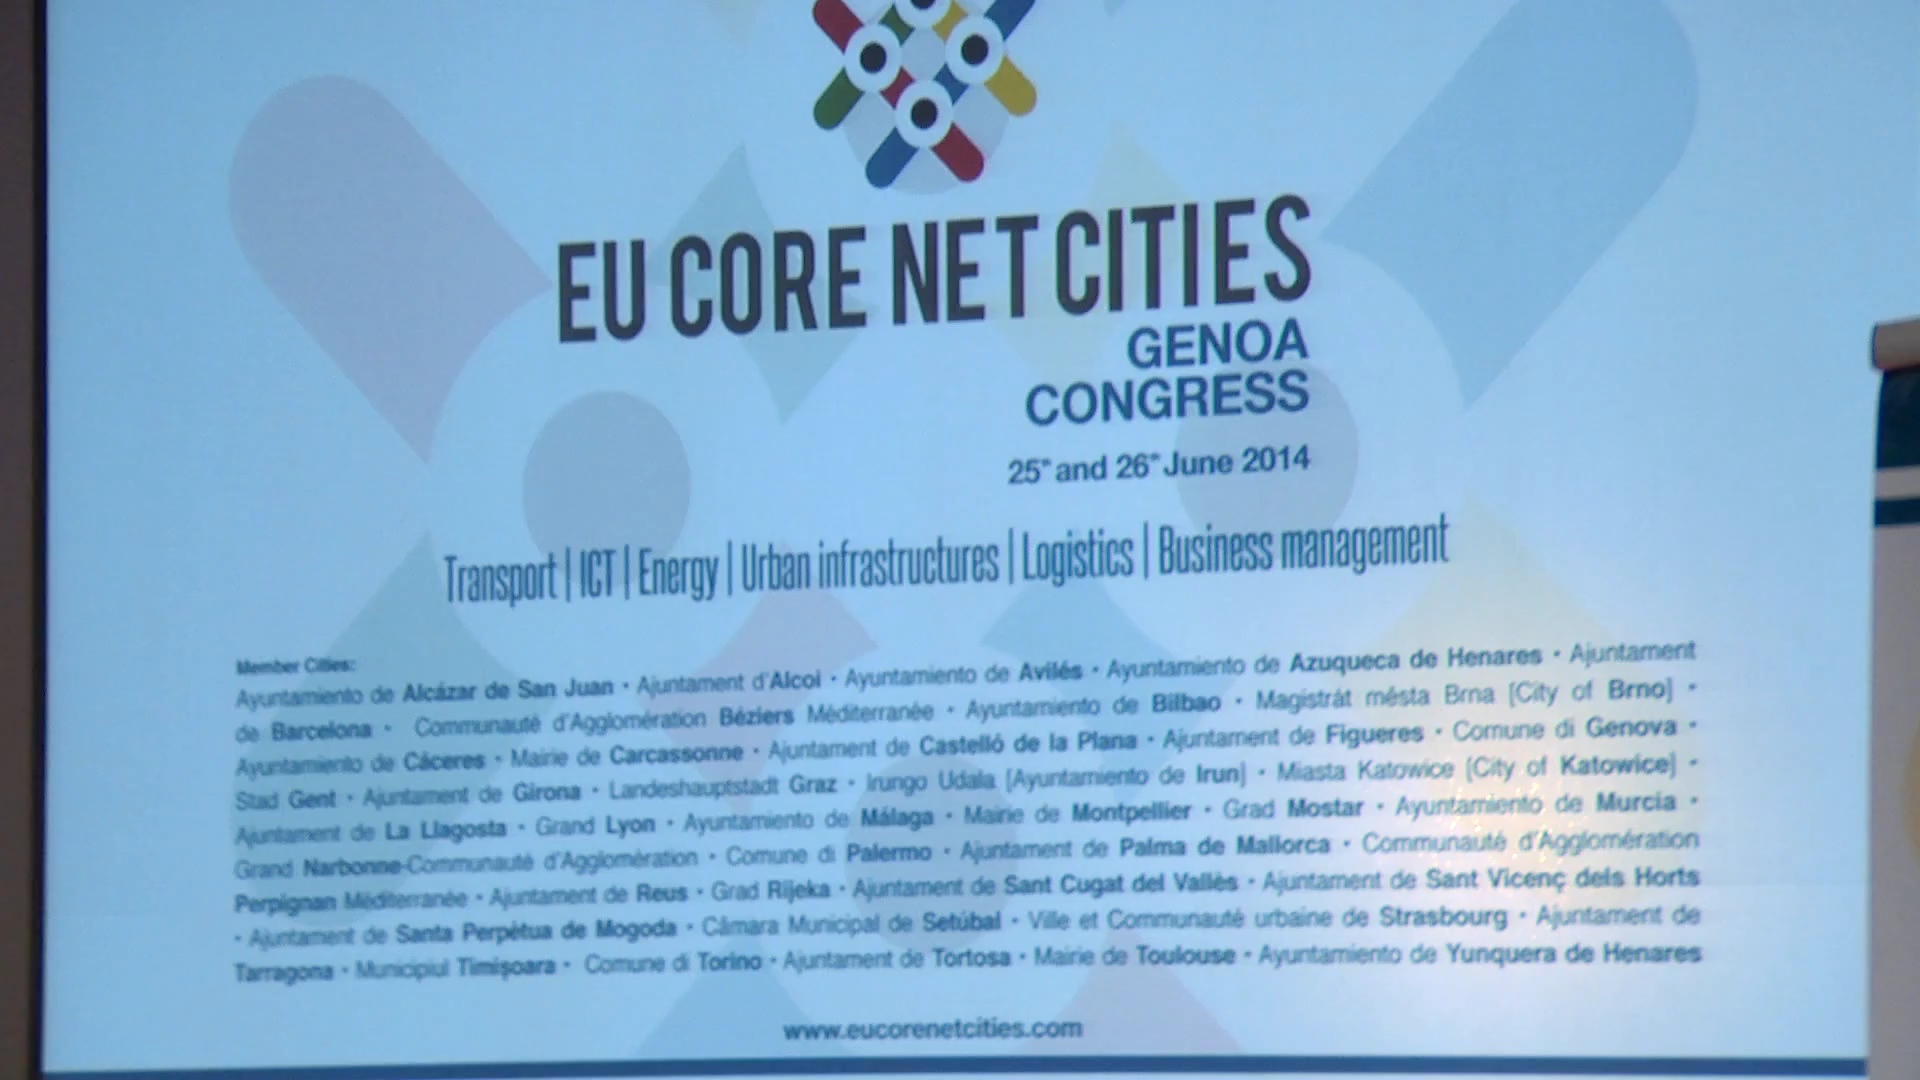 EU CORE NET CITIES
GENOA
CONGRESS
25th and 26th June 2014
Transport | ICT | Energy | Urban infrastructures | Logistics | Business management
Member Cities:
Ayuntamiento de Alcázar de San Juan · Ajuntament d'Alcoi · Ayuntamiento de Avilés · Ayuntamiento de Azuqueca de Henares · Ajuntament
de Barcelona · Communauté d'Agglomération Béziers Méditerranée · Ayuntamiento de Bilbao · Magistrát mésta Brna [City of Brno] ·
Ayuntamiento de Cáceres · Mairie de Carcassonne · Ajuntament de Castelló de la Plana · Ajuntament de Figueres · Comune di Genova ·
Stad Gent · Ajuntament de Girona · Landeshauptstadt Graz · Irungo Udala [Ayuntamiento de Irun] · Miasta Katowice [City of Katowice] ·
Ajuntament de La Llagosta · Grand Lyon · Ayuntamiento de Málaga · Mairie de Montpellier · Grad Mostar · Ayuntamiento de Murcia ·
Grand Narbonne-Communauté d'Agglomération · Comune di Palermo · Ajuntament de Palma de Mallorca · Communauté d'Agglomération
Perpignan Méditerranée · Ajuntament de Reus · Grad Rijeka · Ajuntament de Sant Cugat del Vallès · Ajuntament de Sant Vicenç dels Horts
· Ajuntament de Santa Perpètua de Mogoda · Câmara Municipal de Setúbal · Ville et Communauté urbaine de Strasbourg · Ajuntament de
Tarragona · Municipiul Timişoara · Comune di Torino · Ajuntament de Tortosa · Mairie de Toulouse · Ayuntamiento de Yunquera de Henares
www.eucorenetcities.com